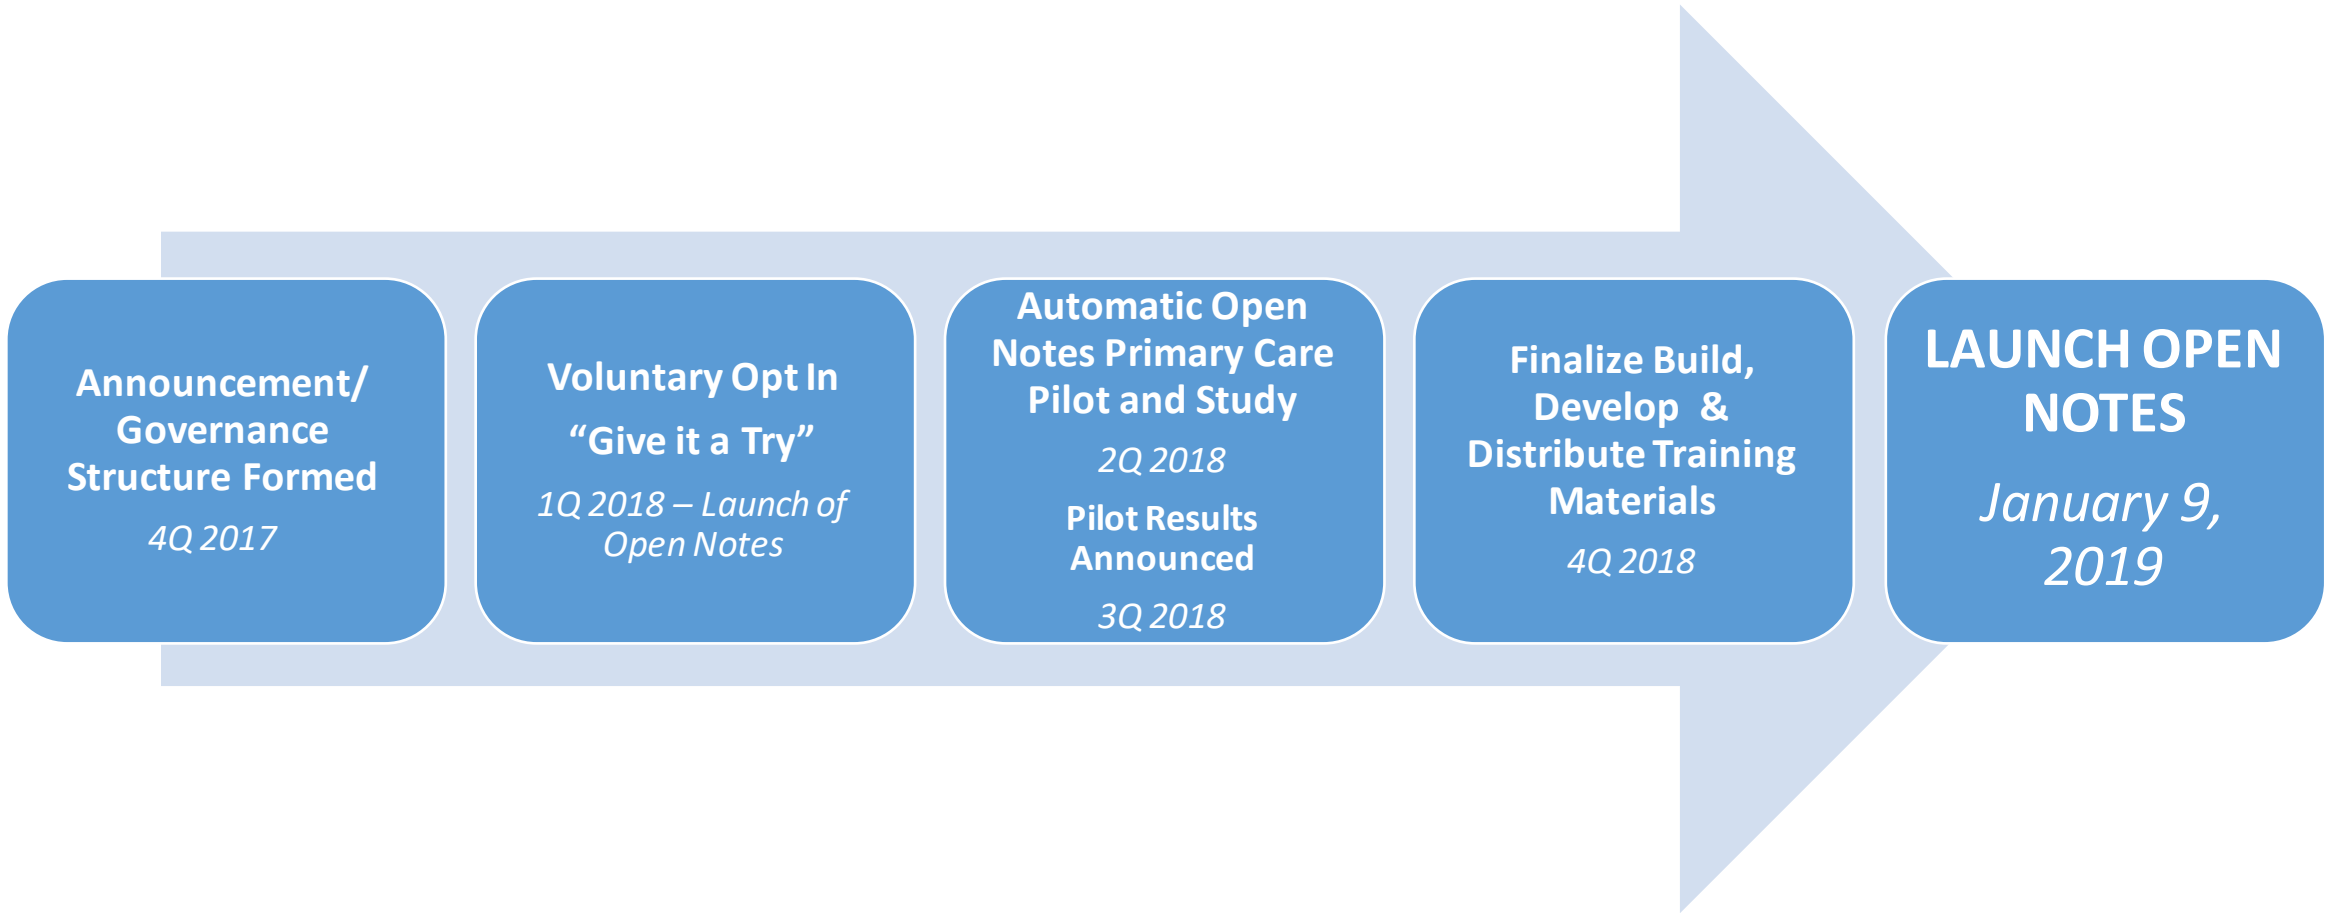 Announcement/
Governance
Structure Formed
4Q 2017
Voluntary Opt In
“Give it a Try”
1Q 2018 – Launch of
Open Notes
Automatic Open
Notes Primary Care
Pilot and Study
2Q 2018
Pilot Results
Announced
3Q 2018
Finalize Build,
Develop & 
Distribute Training
Materials
4Q 2018
LAUNCH OPEN
NOTES
January 9,
2019